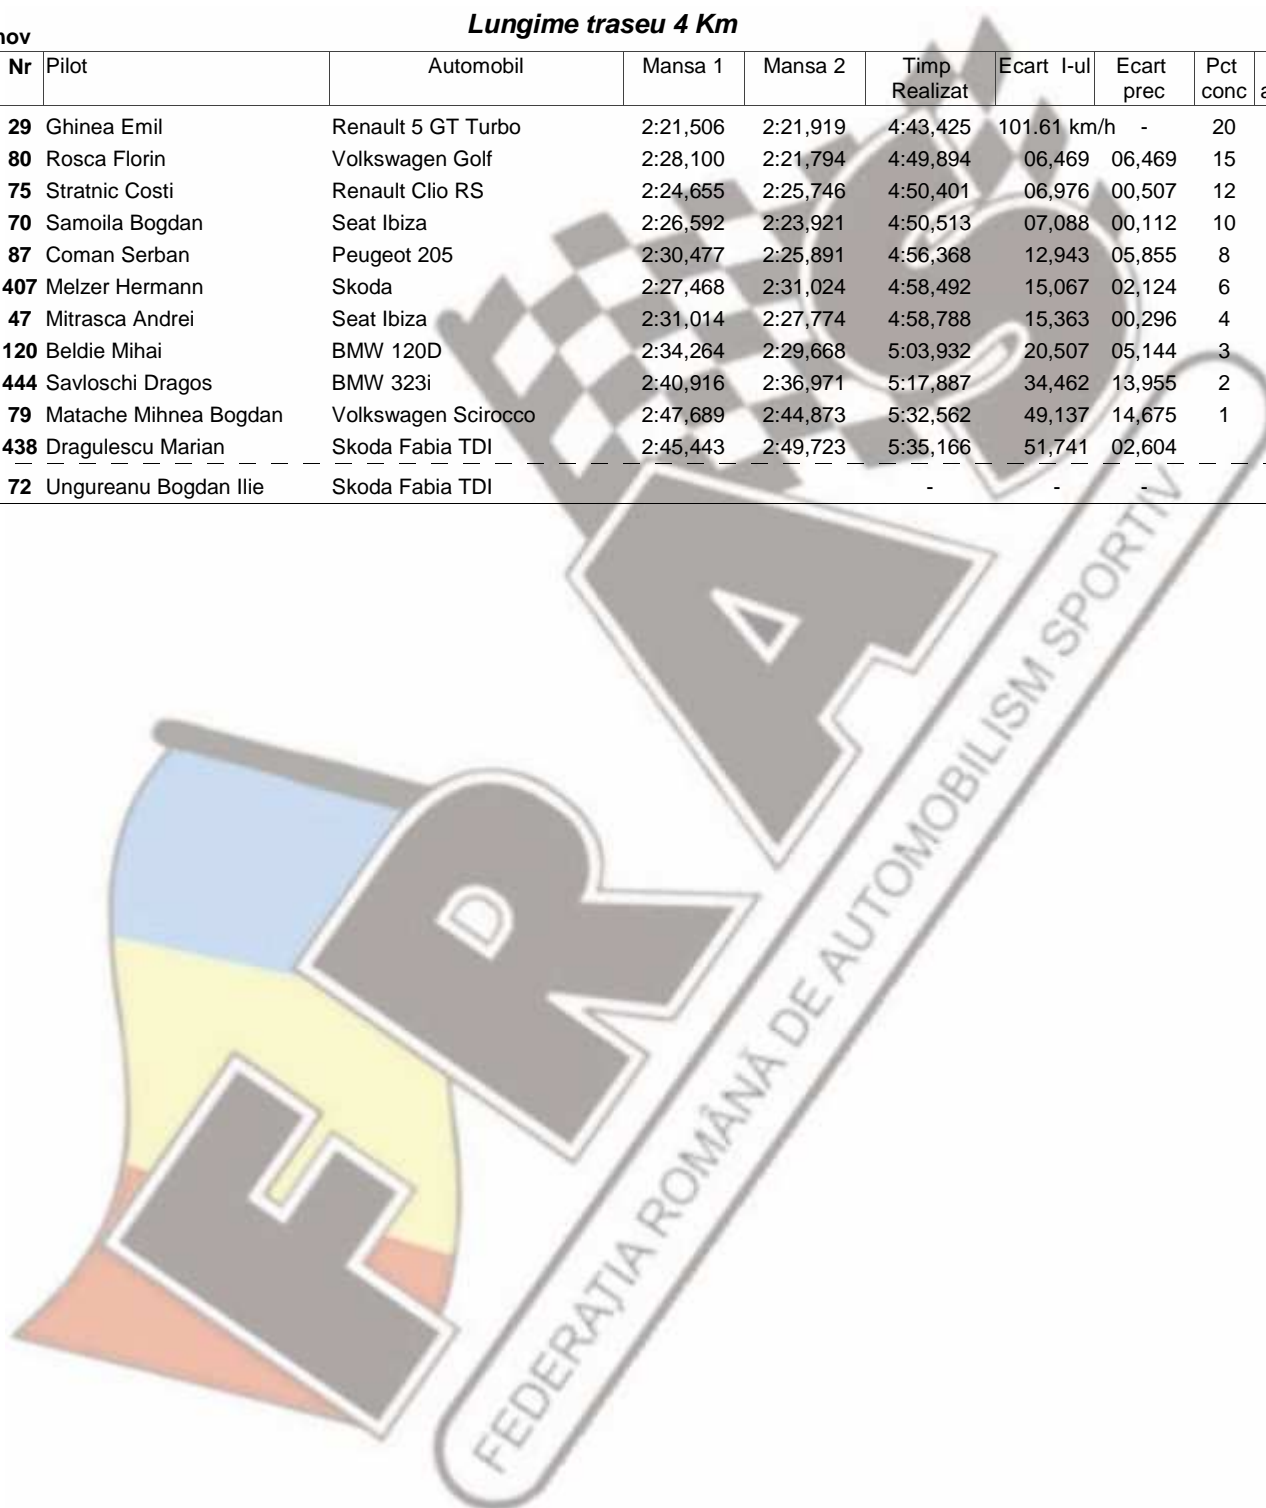 Lungime traseu 4 Km
nov
Nr Pilot Automobil Mansa 1 Mansa 2 Timp Realizat Ecart I-ul Ecart prec Pct conc
29 Ghinea Emil Renault 5 GT Turbo 2:21,506 2:21,919 4:43,425 101.61 km/h - 20
80 Rosca Florin Volkswagen Golf 2:28,100 2:21,794 4:49,894 06,469 06,469 15
75 Stratnic Costi Renault Clio RS 2:24,655 2:25,746 4:50,401 06,976 00,507 12
70 Samoila Bogdan Seat Ibiza 2:26,592 2:23,921 4:50,513 07,088 00,112 10
87 Coman Serban Peugeot 205 2:30,477 2:25,891 4:56,368 12,943 05,855 8
407 Melzer Hermann Skoda 2:27,468 2:31,024 4:58,492 15,067 02,124 6
47 Mitrasca Andrei Seat Ibiza 2:31,014 2:27,774 4:58,788 15,363 00,296 4
120 Beldie Mihai BMW 120D 2:34,264 2:29,668 5:03,932 20,507 05,144 3
444 Savloschi Dragos BMW 323i 2:40,916 2:36,971 5:17,887 34,462 13,955 2
79 Matache Mihnea Bogdan Volkswagen Scirocco 2:47,689 2:44,873 5:32,562 49,137 14,675 1
438 Dragulescu Marian Skoda Fabia TDI 2:45,443 2:49,723 5:35,166 51,741 02,604
72 Ungureanu Bogdan Ilie Skoda Fabia TDI - - -
FRAS
FEDERAŢIA ROMÂNĂ DE AUTOMOBILISM SPORTIV